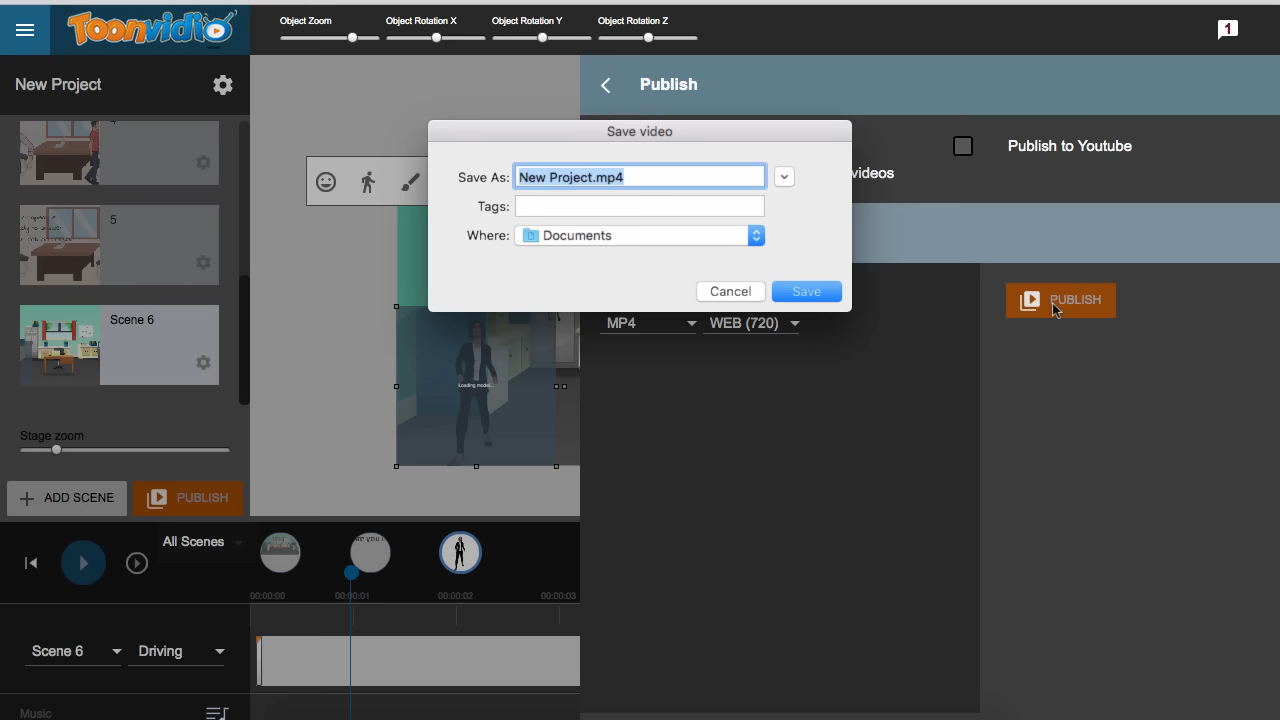 Toonvidio
Object Zoom
Object Rotation X
Object Rotation Y
Object Rotation Z
1
New Project
Publish
Save video
Publish to Youtube
videos
Save As: New Project.mp4
Tags:
Where: Documents
Cancel
Save
5
Scene 6
PUBLISH
MP4
WEB (720)
Loading model...
Stage zoom
ADD SCENE
PUBLISH
All Scenes
00:00:00
00:00:01
00:00:02
00:00:03
Scene 6
Driving
Music